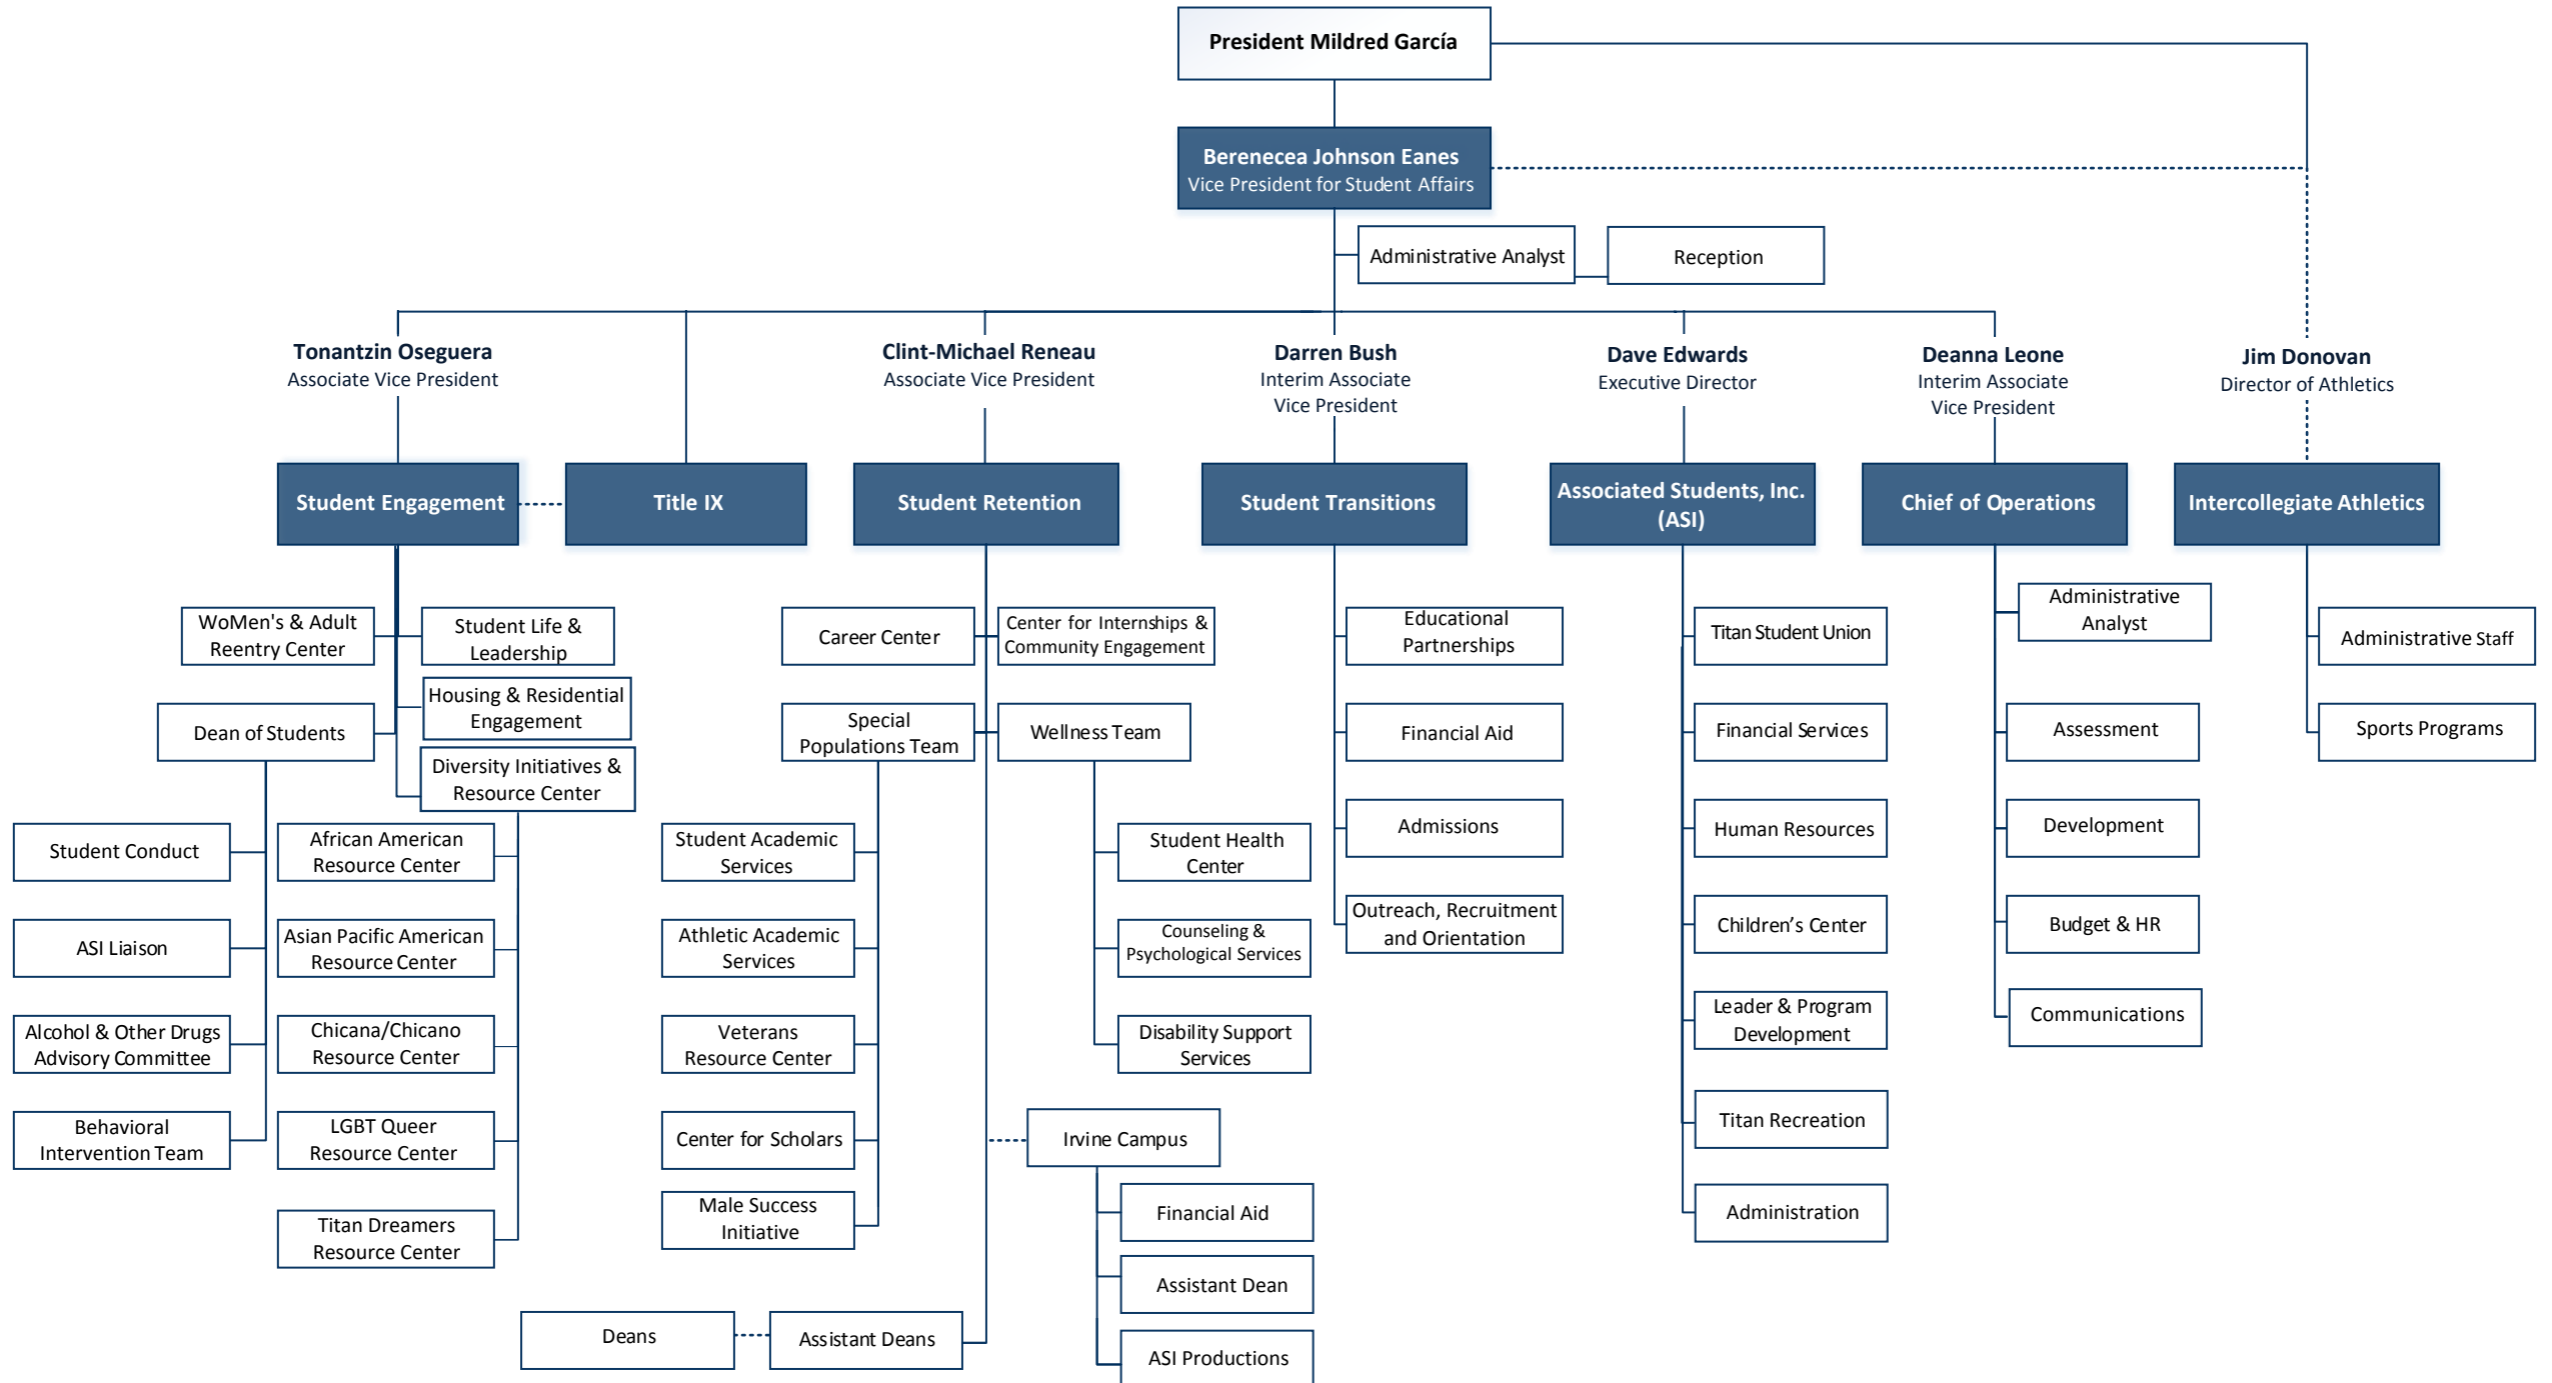 President Mildred García
Berenecea Johnson Eanes
Vice President for Student Affairs
Administrative Analyst
Reception
Tonantzin Oseguera
Associate Vice President
Clint-Michael Reneau
Associate Vice President
Darren Bush
Interim Associate
Vice President
Dave Edwards
Executive Director
Deanna Leone
Interim Associate
Vice President
Jim Donovan
Director of Athletics
Student Engagement
Title IX
Student Retention
Student Transitions
Associated Students, Inc.
(ASI)
Chief of Operations
Intercollegiate Athletics
WoMen's & Adult
Reentry Center
Student Life &
Leadership
Housing & Residential
Engagement
Dean of Students
Diversity Initiatives &
Resource Center
Student Conduct
ASI Liaison
Alcohol & Other Drugs
Advisory Committee
Behavioral
Intervention Team
African American
Resource Center
Asian Pacific American
Resource Center
Chicana/Chicano
Resource Center
LGBT Queer
Resource Center
Titan Dreamers
Resource Center
Career Center
Center for Internships &
Community Engagement
Special
Populations Team
Wellness Team
Student Academic
Services
Athletic Academic
Services
Veterans
Resource Center
Center for Scholars
Male Success
Initiative
Student Health
Center
Counseling &
Psychological Services
Disability Support
Services
Irvine Campus
Financial Aid
Assistant Dean
ASI Productions
Deans
Assistant Deans
Educational
Partnerships
Financial Aid
Admissions
Outreach, Recruitment
and Orientation
Titan Student Union
Financial Services
Human Resources
Children’s Center
Leader & Program
Development
Titan Recreation
Administration
Administrative
Analyst
Assessment
Development
Budget & HR
Communications
Administrative Staff
Sports Programs